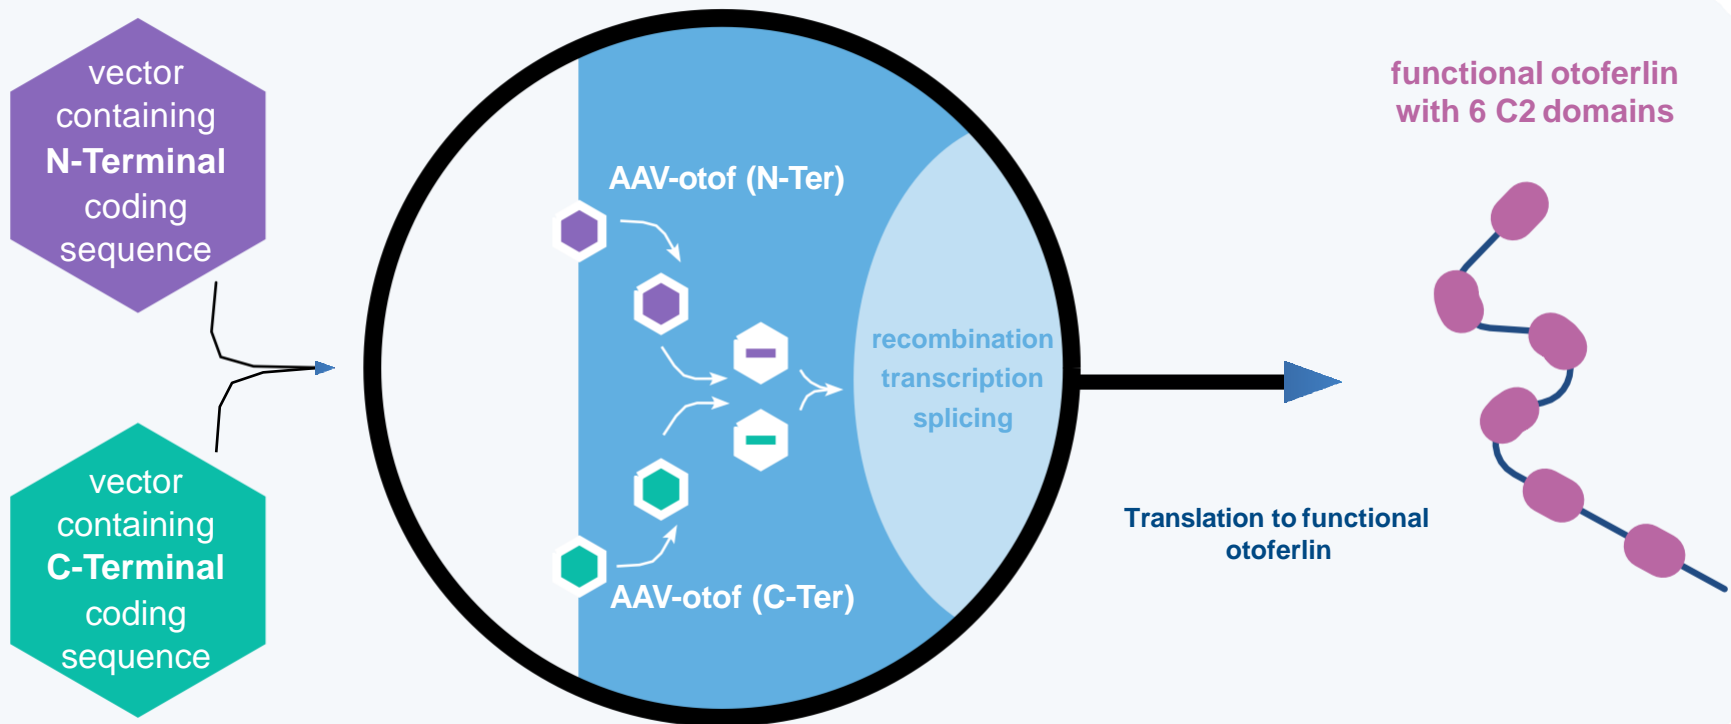 vector
containing
N-Terminal
coding
sequence
vector
containing
C-Terminal
coding
sequence
AAV-otof (N-Ter)
AAV-otof (C-Ter)
recombination
transcription
splicing
Translation to functional
otoferlin
functional otoferlin
with 6 C2 domains